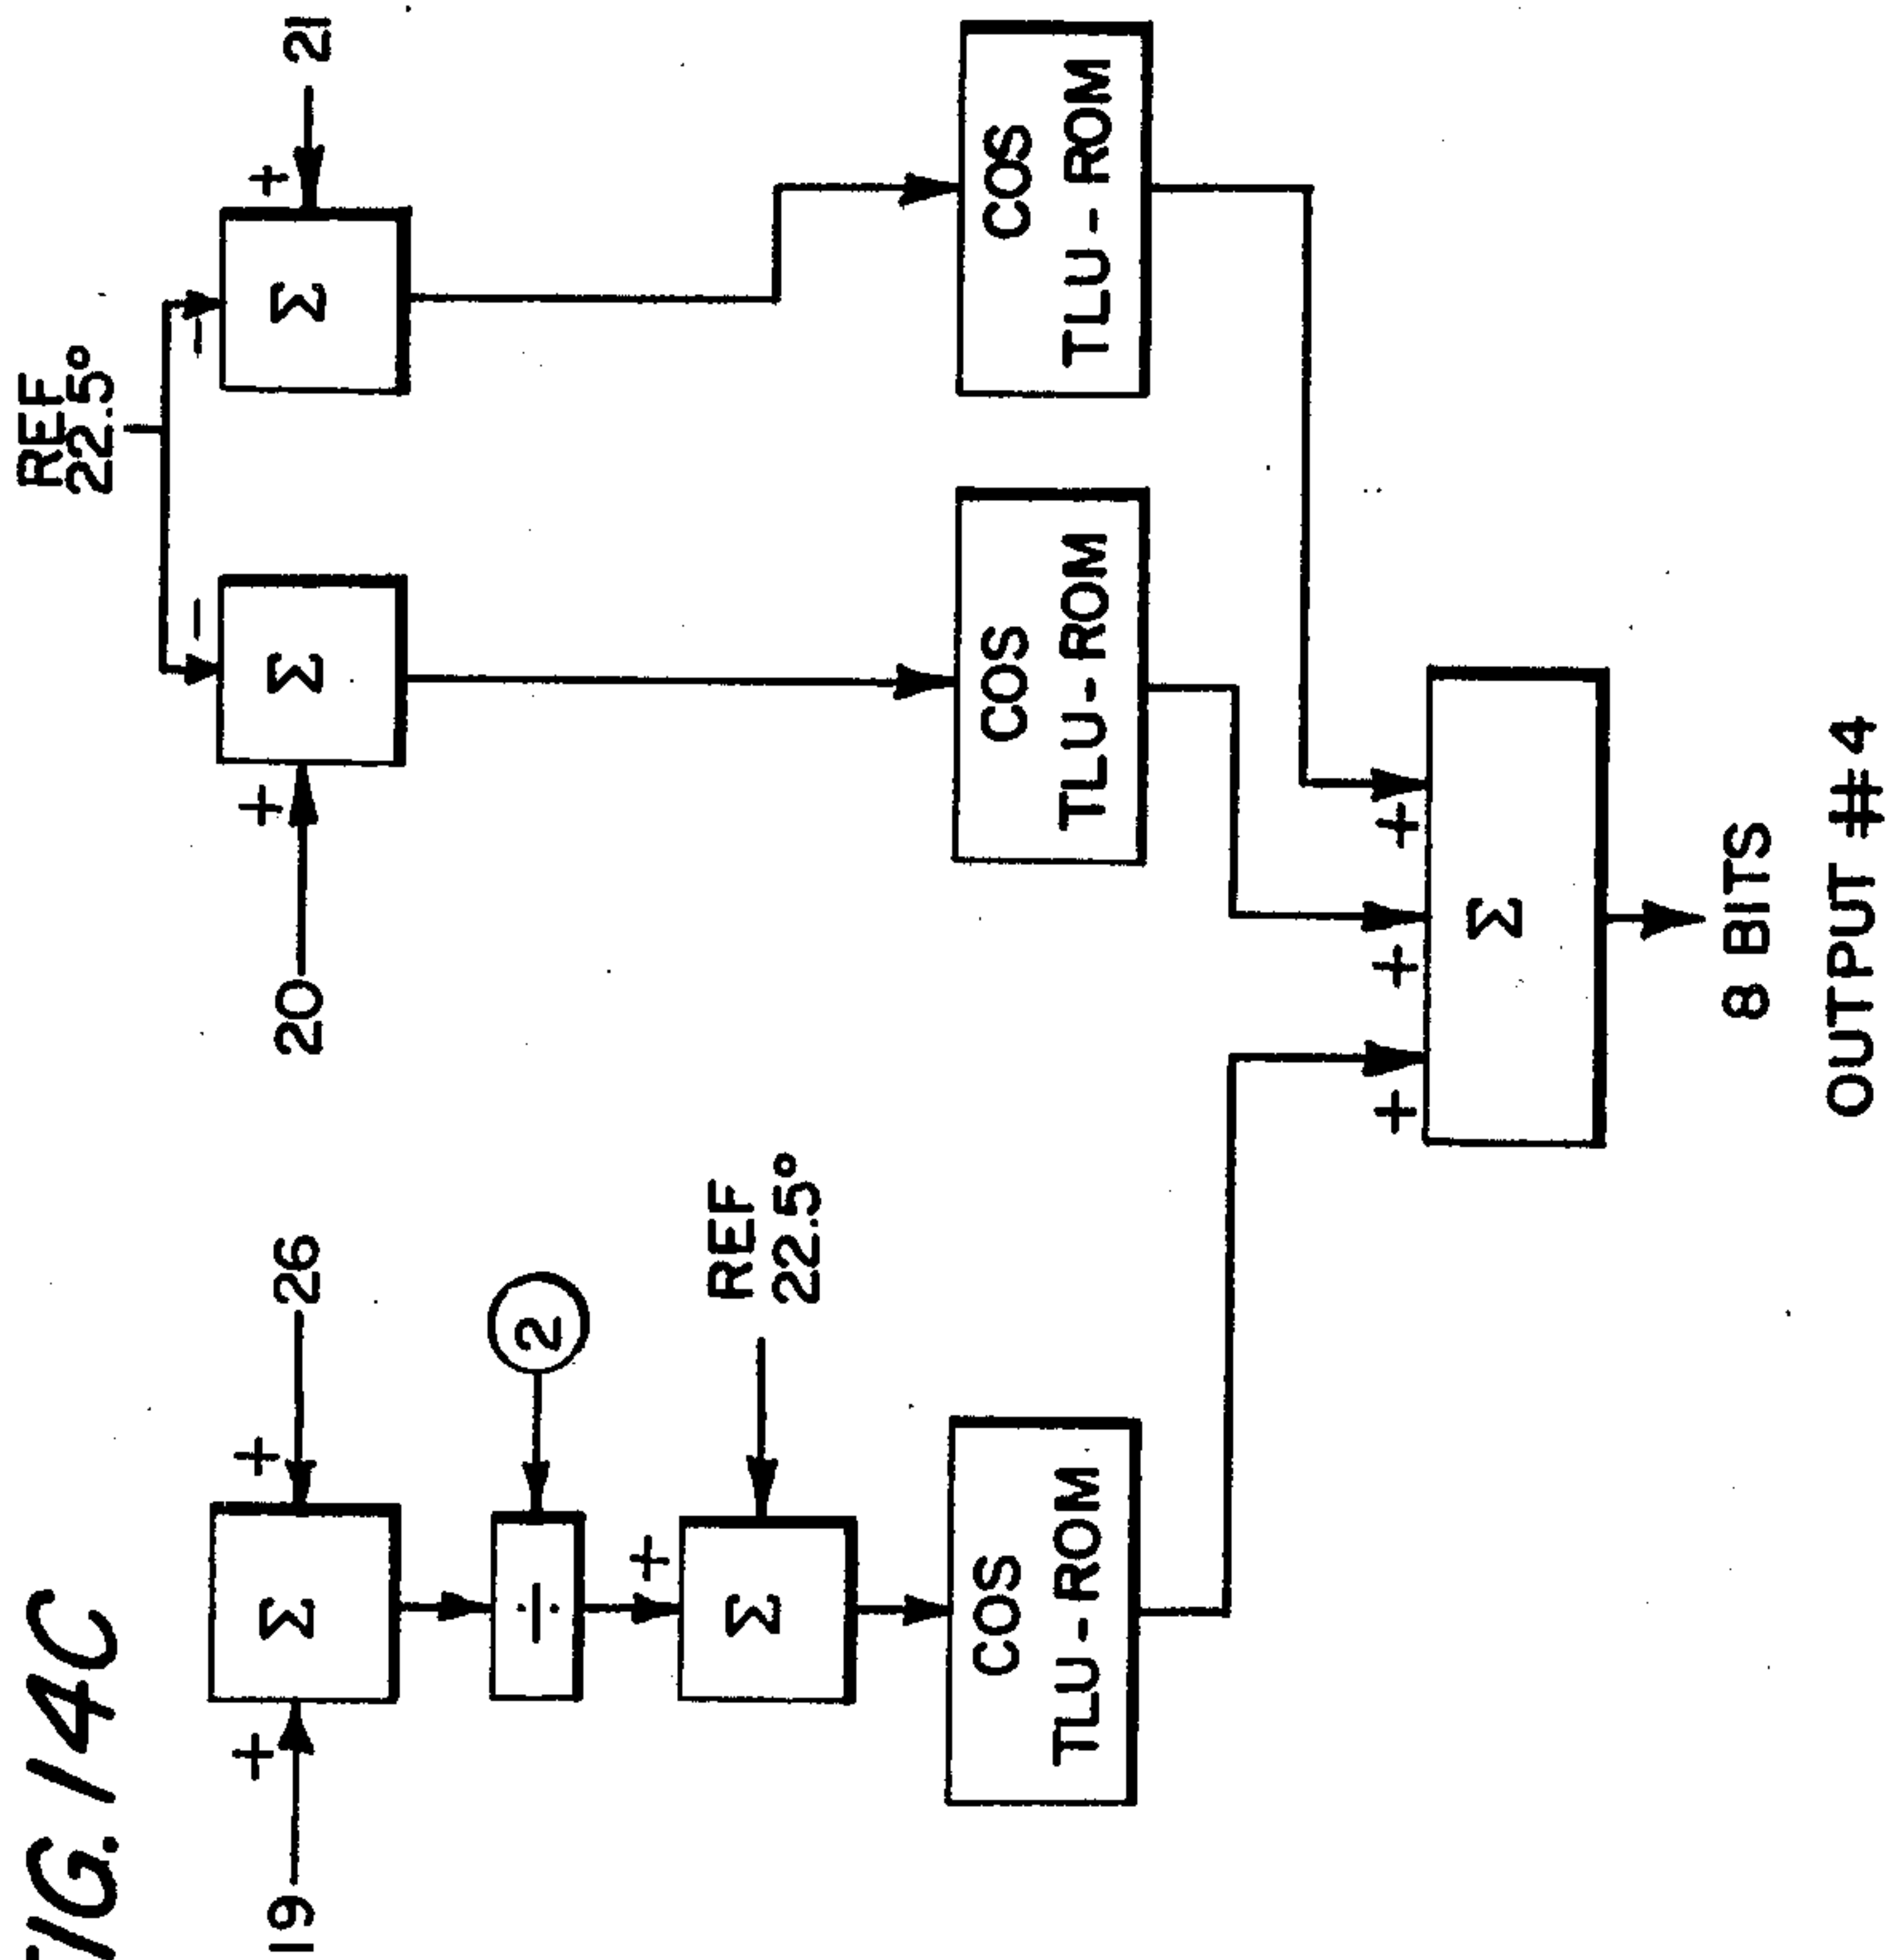 FIG. 14C
REF
22.5°
19 + Σ + 26
20 + Σ − − Σ + 21
÷ 2
+ Σ REF
22.5°
COS
TLU-ROM
COS
TLU-ROM
COS
TLU-ROM
+ + +
Σ
8 BITS
OUTPUT #4